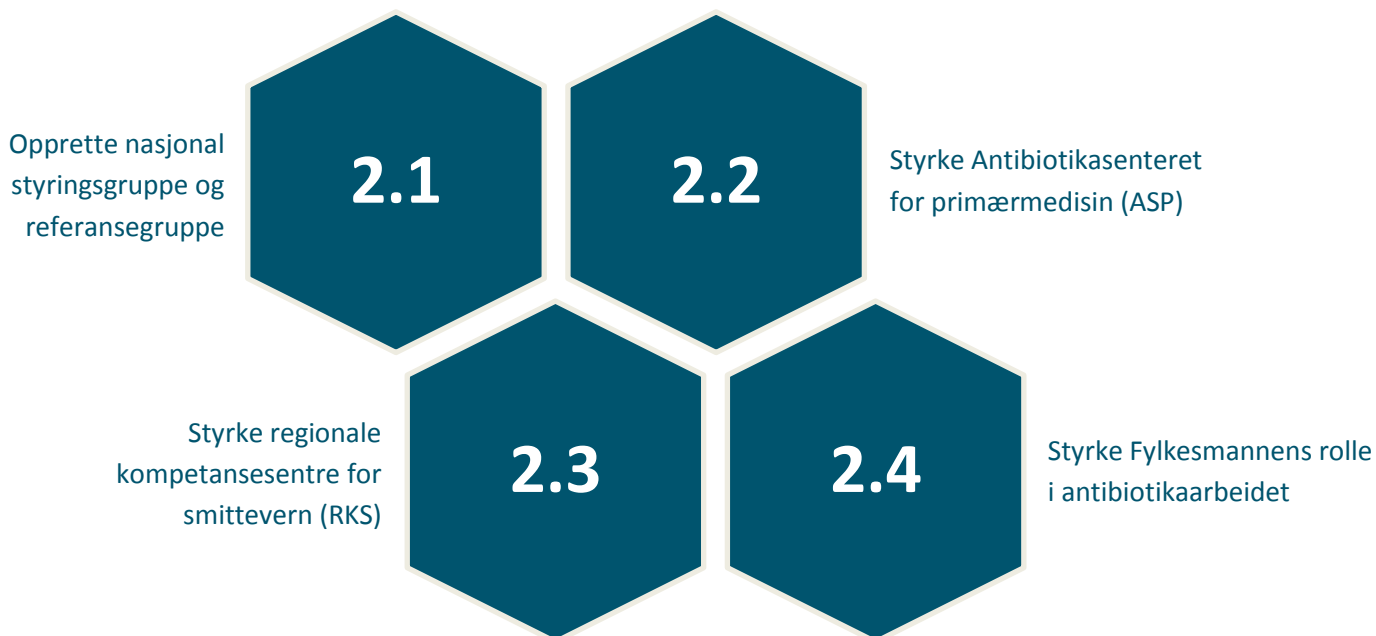 Opprette nasjonal
styringsgruppe og
referansegruppe
2.1
2.2
Styrke Antibiotikasenteret
for primærmedisin (ASP)
Styrke regionale
kompetansesentre for
smittevern (RKS)
2.3
2.4
Styrke Fylkesmannens rolle
i antibiotikaarbeidet